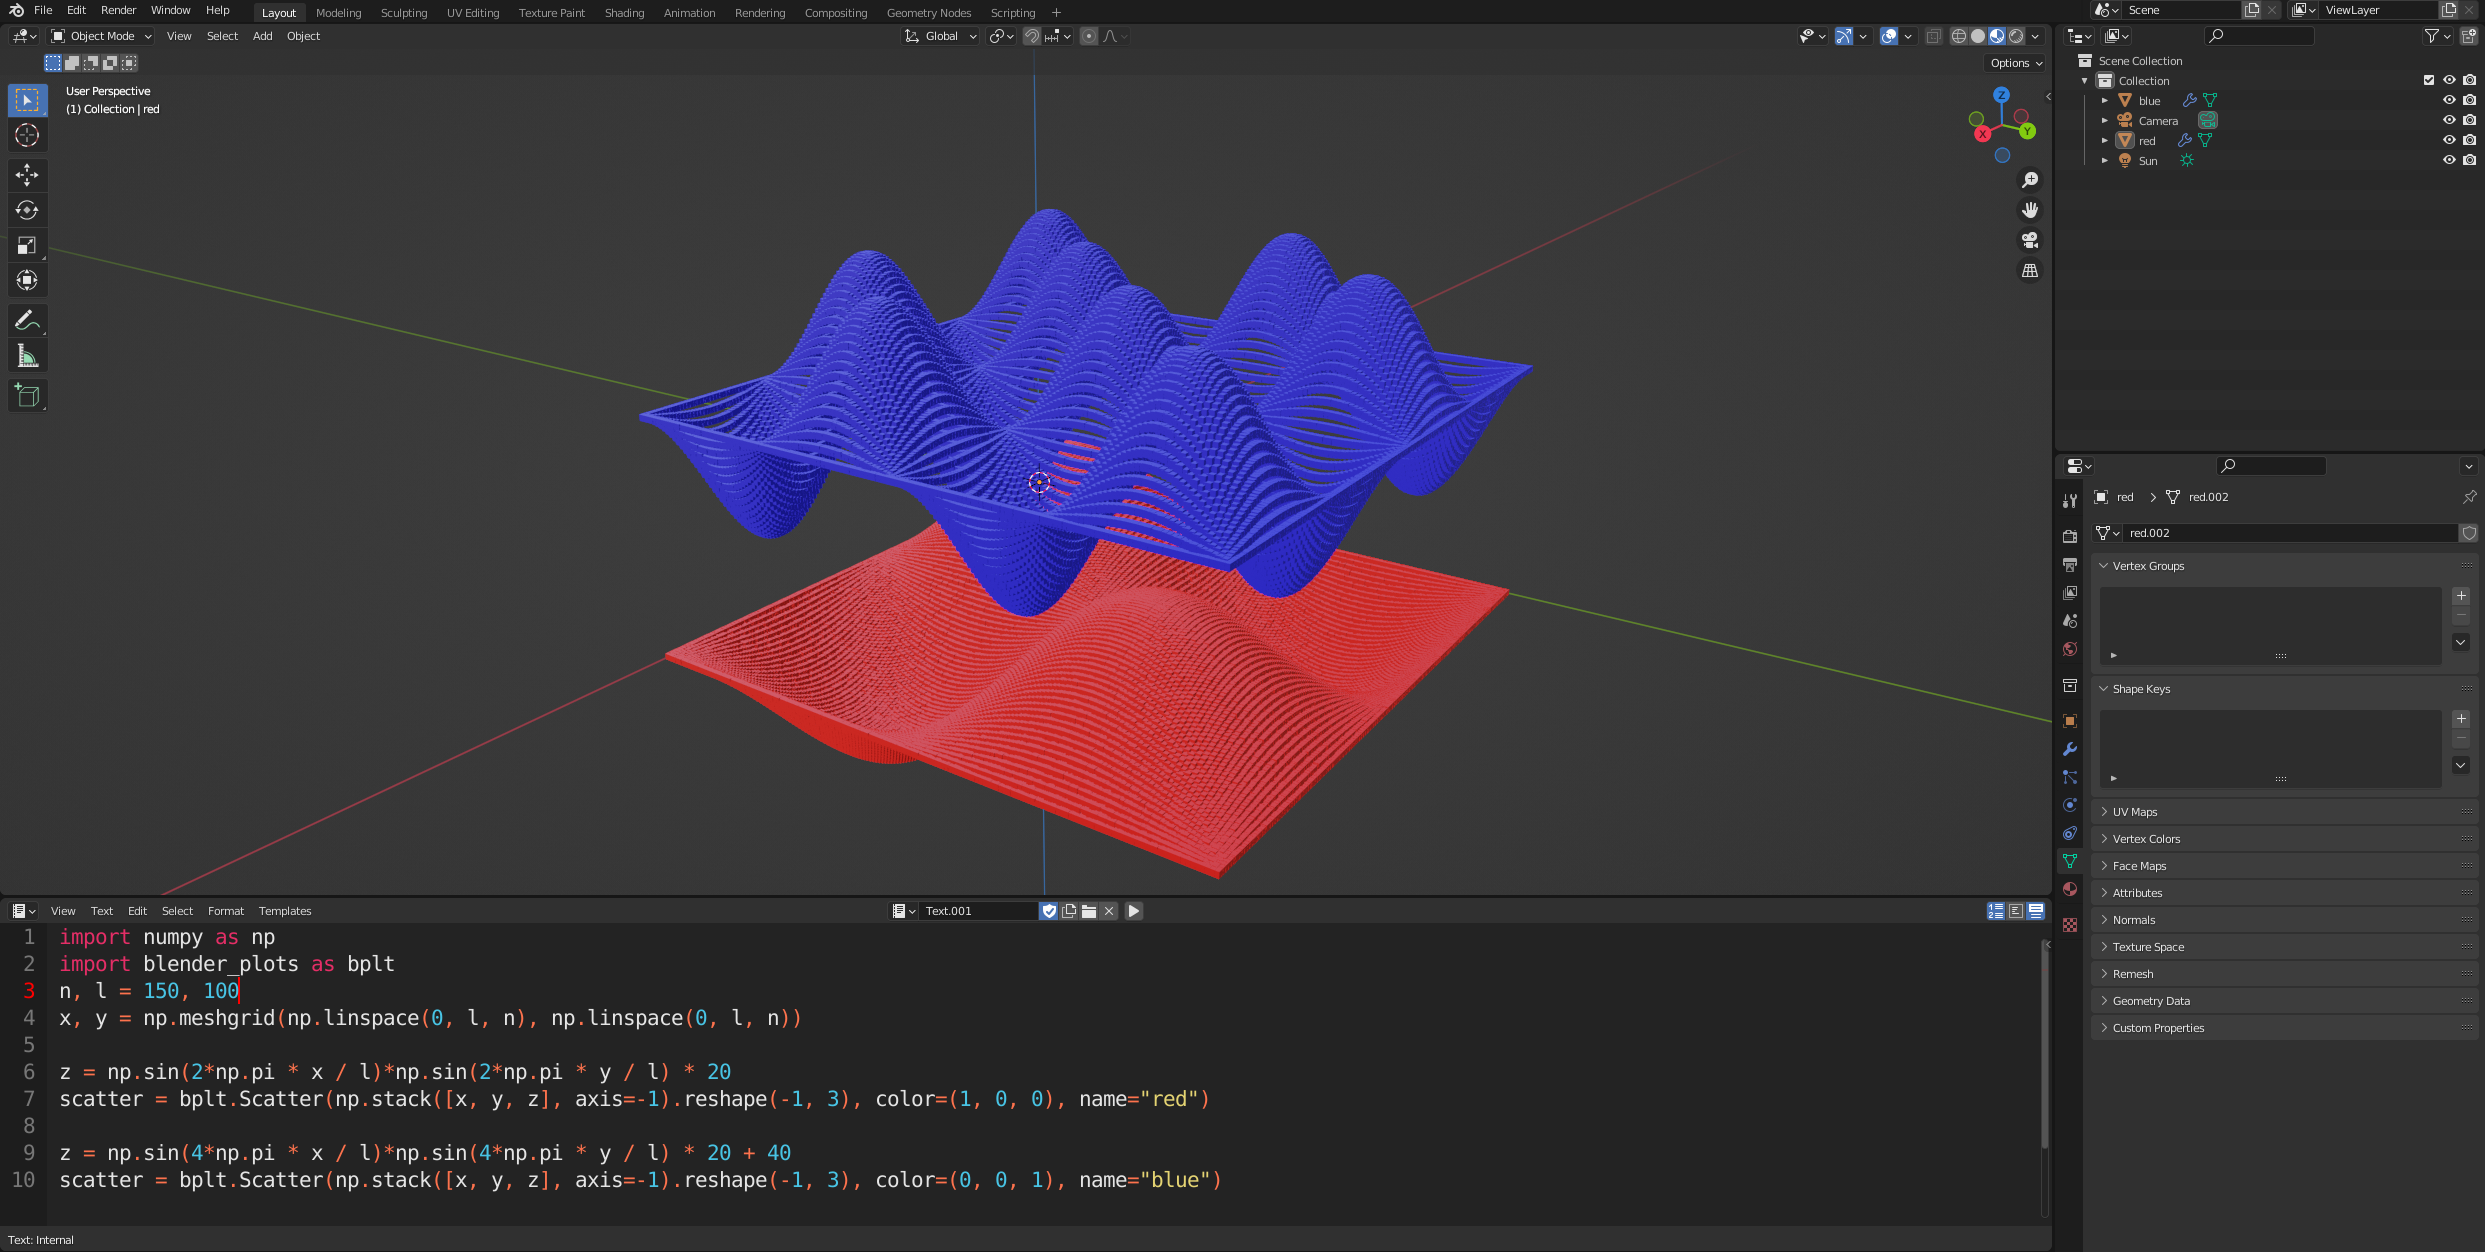 File Edit Render Window Help Layout Modeling Sculpting UV Editing Texture Paint Shading Animation Rendering Compositing Geometry Nodes Scripting + Scene ViewLayer
Object Mode View Select Add Object Global
Options
User Perspective
(1) Collection | red
Z
X Y
Scene Collection
Collection
blue
Camera
red
Sun
red > red.002
red.002
Vertex Groups
Shape Keys
UV Maps
Vertex Colors
Face Maps
Attributes
Normals
Texture Space
Remesh
Geometry Data
Custom Properties
View Text Edit Select Format Templates Text.001
1 import numpy as np
2 import blender_plots as bplt
3 n, l = 150, 100
4 x, y = np.meshgrid(np.linspace(0, l, n), np.linspace(0, l, n))
5
6 z = np.sin(2*np.pi * x / l)*np.sin(2*np.pi * y / l) * 20
7 scatter = bplt.Scatter(np.stack([x, y, z], axis=-1).reshape(-1, 3), color=(1, 0, 0), name="red")
8
9 z = np.sin(4*np.pi * x / l)*np.sin(4*np.pi * y / l) * 20 + 40
10 scatter = bplt.Scatter(np.stack([x, y, z], axis=-1).reshape(-1, 3), color=(0, 0, 1), name="blue")
Text: Internal